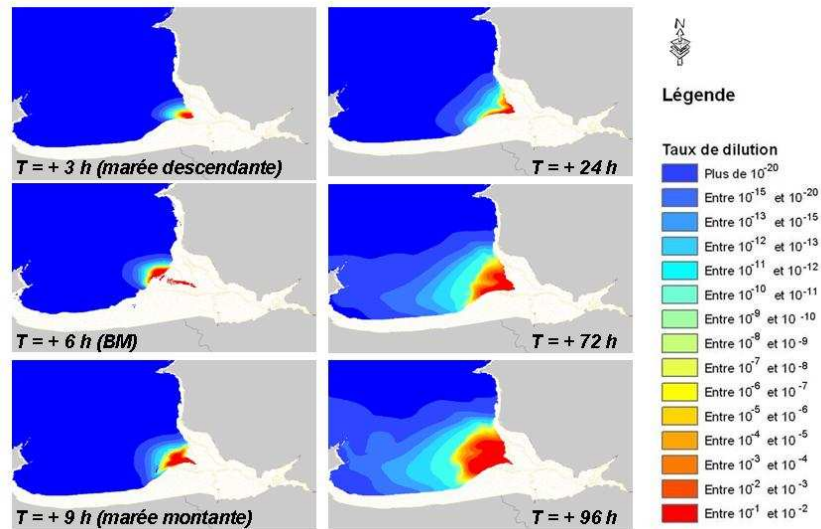 T = + 3 h (marée descendante)
T = + 24 h
T = + 6 h (BM)
T = + 72 h
T = + 9 h (marée montante)
T = + 96 h
N
Légende
Taux de dilution
Plus de 10⁻²⁰
Entre 10⁻¹⁵ et 10⁻²⁰
Entre 10⁻¹³ et 10⁻¹⁵
Entre 10⁻¹² et 10⁻¹³
Entre 10⁻¹¹ et 10⁻¹²
Entre 10⁻¹⁰ et 10⁻¹¹
Entre 10⁻⁹ et 10⁻¹⁰
Entre 10⁻⁸ et 10⁻⁹
Entre 10⁻⁷ et 10⁻⁸
Entre 10⁻⁶ et 10⁻⁷
Entre 10⁻⁵ et 10⁻⁶
Entre 10⁻⁴ et 10⁻⁵
Entre 10⁻³ et 10⁻⁴
Entre 10⁻² et 10⁻³
Entre 10⁻¹ et 10⁻²